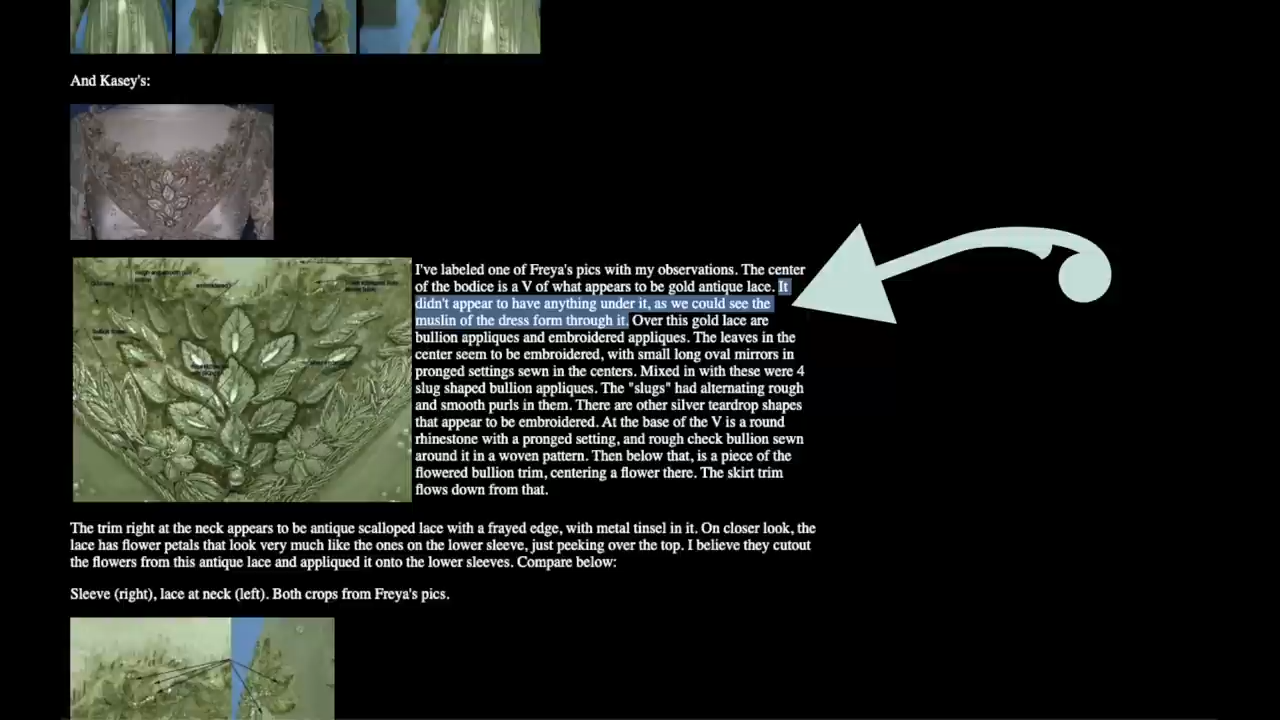 And Kasey's:
I've labeled one of Freya's pics with my observations. The center
of the bodice is a V of what appears to be gold antique lace. It
didn't appear to have anything under it, as we could see the
muslin of the dress form through it. Over this gold lace are
bullion appliques and embroidered appliques. The leaves in the
center seem to be embroidered, with small long oval mirrors in
pronged settings sewn in the centers. Mixed in with these were 4
slug shaped bullion appliques. The "slugs" had alternating rough
and smooth purls in them. There are other silver teardrop shapes
that appear to be embroidered. At the base of the V is a round
rhinestone with a pronged setting, and rough check bullion sewn
around it in a woven pattern. Then below that, is a piece of the
flowered bullion trim, centering a flower there. The skirt trim
flows down from that.
The trim right at the neck appears to be antique scalloped lace with a frayed edge, with metal tinsel in it. On closer look, the
lace has flower petals that look very much like the ones on the lower sleeve, just peeking over the top. I believe they cutout
the flowers from this antique lace and appliqued it onto the lower sleeves. Compare below:
Sleeve (right), lace at neck (left). Both crops from Freya's pics.